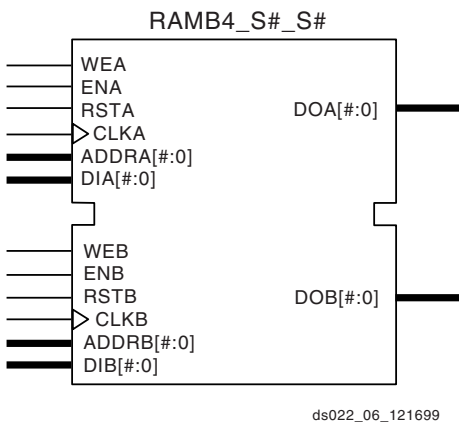 RAMB4_S#_S#
WEA
ENA
RSTA
DOA[#:0]
CLKA
ADDRA[#:0]
DIA[#:0]
WEB
ENB
RSTB
DOB[#:0]
CLKB
ADDRB[#:0]
DIB[#:0]
ds022_06_121699